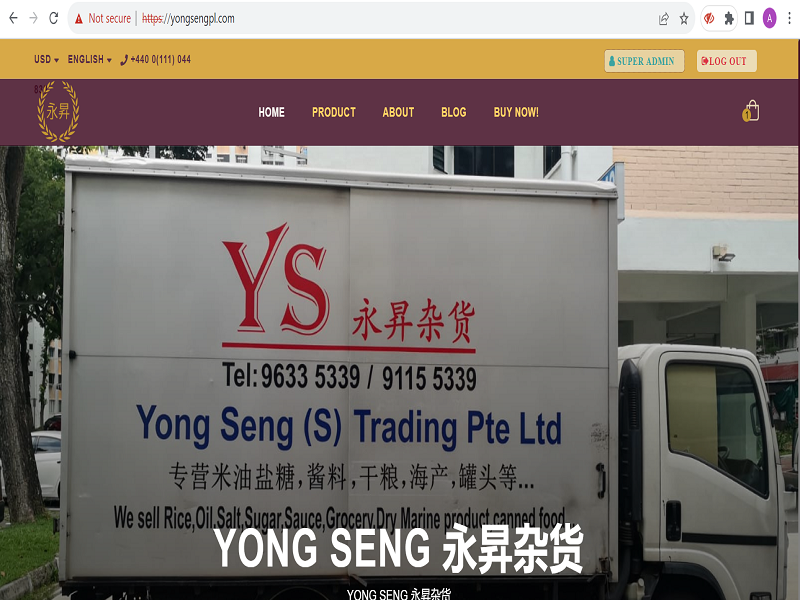 Not secure | https://yongsengpl.com
A
USD ENGLISH +440 0(111) 044
SUPER ADMIN LOG OUT
永昇
HOME PRODUCT ABOUT BLOG BUY NOW!
1
YS 永昇杂货
Tel:9633 5339 / 9115 5339
Yong Seng (S) Trading Pte Ltd
专营米油盐糖,酱料,干粮,海产,罐头等...
We sell Rice,Oil,Salt,Sugar,Sauce,Grocery,Dry Marine product,canned food
YONG SENG 永昇杂货
YONG SENG 永昇杂货